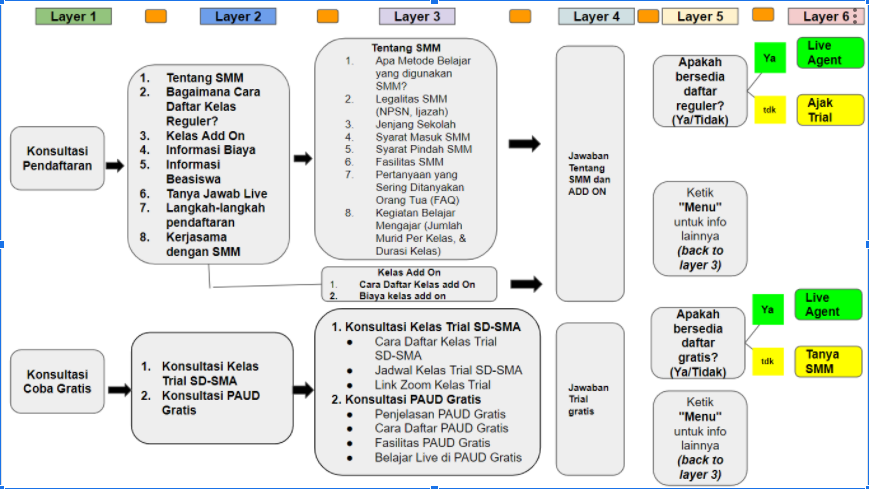 Layer 1
Layer 2
Layer 3
Layer 4
Layer 5
Layer 6
Konsultasi
Pendaftaran
1. Tentang SMM
2. Bagaimana Cara
Daftar Kelas
Reguler?
3. Kelas Add On
4. Informasi Biaya
5. Informasi
Beasiswa
6. Tanya Jawab Live
7. Langkah-langkah
pendaftaran
8. Kerjasama
dengan SMM
Tentang SMM
1. Apa Metode Belajar
yang digunakan
SMM?
2. Legalitas SMM
(NPSN, Ijazah)
3. Jenjang Sekolah
4. Syarat Masuk SMM
5. Syarat Pindah SMM
6. Fasilitas SMM
7. Pertanyaan yang
Sering Ditanyakan
Orang Tua (FAQ)
8. Kegiatan Belajar
Mengajar (Jumlah
Murid Per Kelas, &
Durasi Kelas)
Kelas Add On
1. Cara Daftar Kelas add On
2. Biaya kelas add on
Jawaban
Tentang
SMM dan
ADD ON
Apakah
bersedia
daftar
reguler?
(Ya/Tidak)
Ya
tdk
Live
Agent
Ajak
Trial
Ketik
"Menu"
untuk info
lainnya
(back to
layer 3)
Konsultasi
Coba Gratis
1. Konsultasi Kelas
Trial SD-SMA
2. Konsultasi PAUD
Gratis
1. Konsultasi Kelas Trial SD-SMA
● Cara Daftar Kelas Trial
SD-SMA
● Jadwal Kelas Trial SD-SMA
● Link Zoom Kelas Trial
2. Konsultasi PAUD Gratis
● Penjelasan PAUD Gratis
● Cara Daftar PAUD Gratis
● Fasilitas PAUD Gratis
● Belajar Live di PAUD Gratis
Jawaban
Trial
gratis
Apakah
bersedia
daftar
gratis?
(Ya/Tidak)
Ya
tdk
Live
Agent
Tanya
SMM
Ketik
"Menu"
untuk info
lainnya
(back to
layer 3)